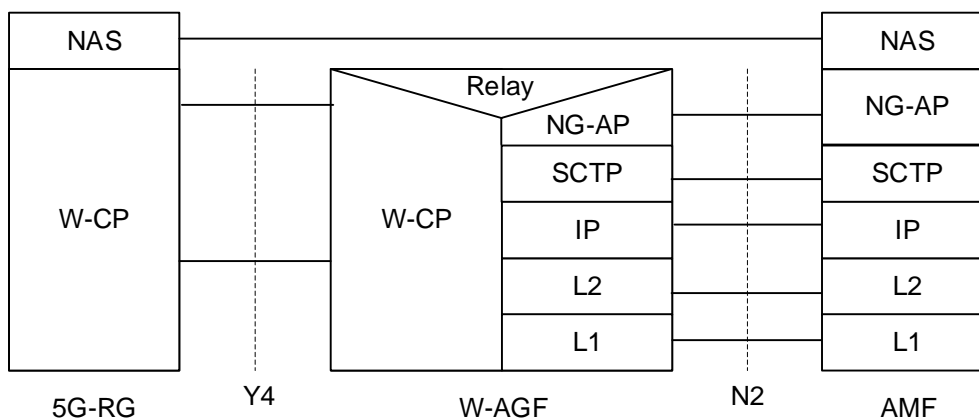 NAS
NAS
Relay
NG-AP
NG-AP
W-CP
W-CP
SCTP
SCTP
IP
IP
L2
L2
L1
L1
5G-RG
Y4
W-AGF
N2
AMF